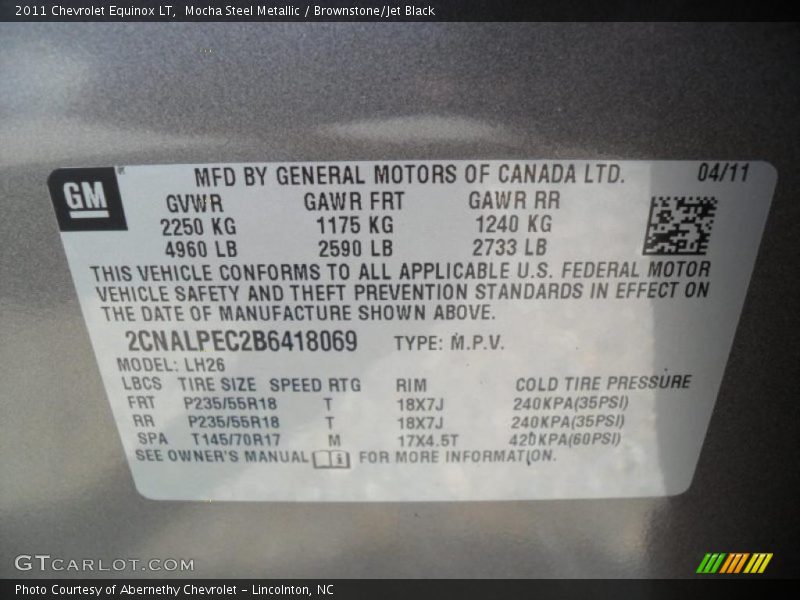 2011 Chevrolet Equinox LT,  Mocha Steel Metallic / Brownstone/Jet Black
GM
MFD BY GENERAL MOTORS OF CANADA LTD. 04/11
GVWR GAWR FRT GAWR RR
2250 KG 1175 KG 1240 KG
4960 LB 2590 LB 2733 LB
THIS VEHICLE CONFORMS TO ALL APPLICABLE U.S. FEDERAL MOTOR
VEHICLE SAFETY AND THEFT PREVENTION STANDARDS IN EFFECT ON
THE DATE OF MANUFACTURE SHOWN ABOVE.
2CNALPEC2B6418069 TYPE: M.P.V.
MODEL: LH26
LBCS TIRE SIZE SPEED RTG RIM COLD TIRE PRESSURE
FRT P235/55R18 T 18X7J 240KPA(35PSI)
RR P235/55R18 T 18X7J 240KPA(35PSI)
SPA T145/70R17 M 17X4.5T 420KPA(60PSI)
SEE OWNER'S MANUAL FOR MORE INFORMATION.
GTCARLOT.COM
Photo Courtesy of Abernethy Chevrolet - Lincolnton, NC